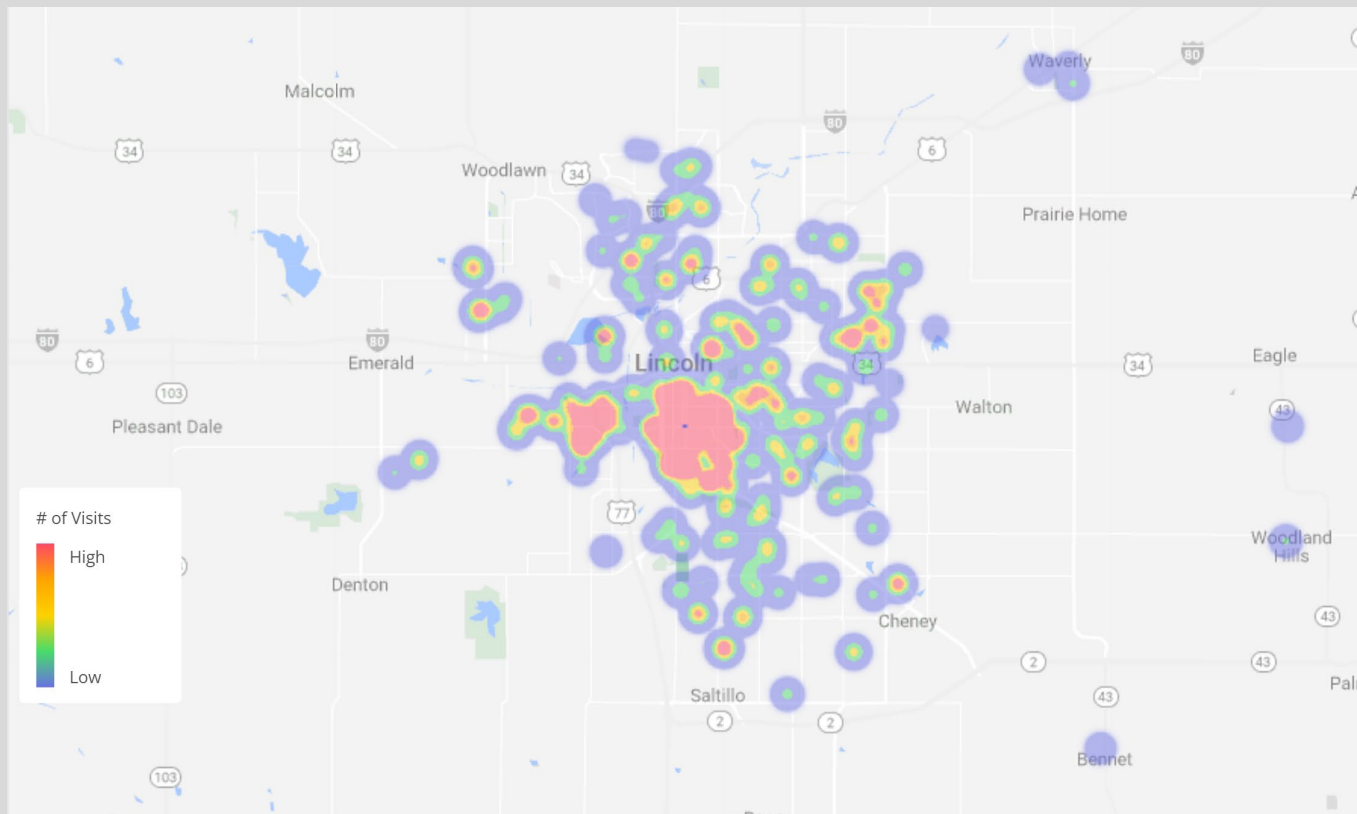 Waverly
80
Malcolm
80
34
34
6
Woodlawn
34
80
Prairie Home
6
80
6
80
Lincoln
Emerald
34
34
Eagle
103
Walton
43
Pleasant Dale
77
# of Visits
High
Woodland
Hills
Denton
43
Cheney
2
43
Low
Pal
Saltillo
43
2
2
Bennet
103